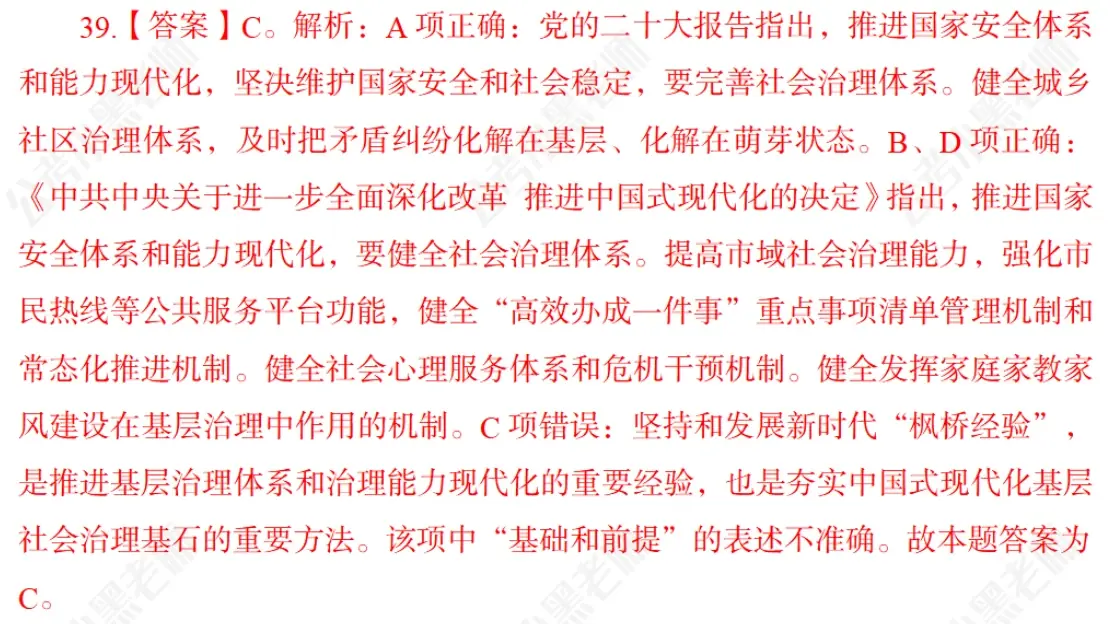 39.【答案】C。解析：A 项正确：党的二十大报告指出，推进国家安全体系
和能力现代化，坚决维护国家安全和社会稳定，要完善社会治理体系。健全城乡
社区治理体系，及时把矛盾纠纷化解在基层、化解在萌芽状态。B、D 项正确：
《中共中央关于进一步全面深化改革 推进中国式现代化的决定》指出，推进国家
安全体系和能力现代化，要健全社会治理体系。提高市域社会治理能力，强化市
民热线等公共服务平台功能，健全“高效办成一件事”重点事项清单管理机制和
常态化推进机制。健全社会心理服务体系和危机干预机制。健全发挥家庭家教家
风建设在基层治理中作用的机制。C 项错误：坚持和发展新时代“枫桥经验”，
是推进基层治理体系和治理能力现代化的重要经验，也是夯实中国式现代化基层
社会治理基石的重要方法。该项中“基础和前提”的表述不准确。故本题答案为
C。